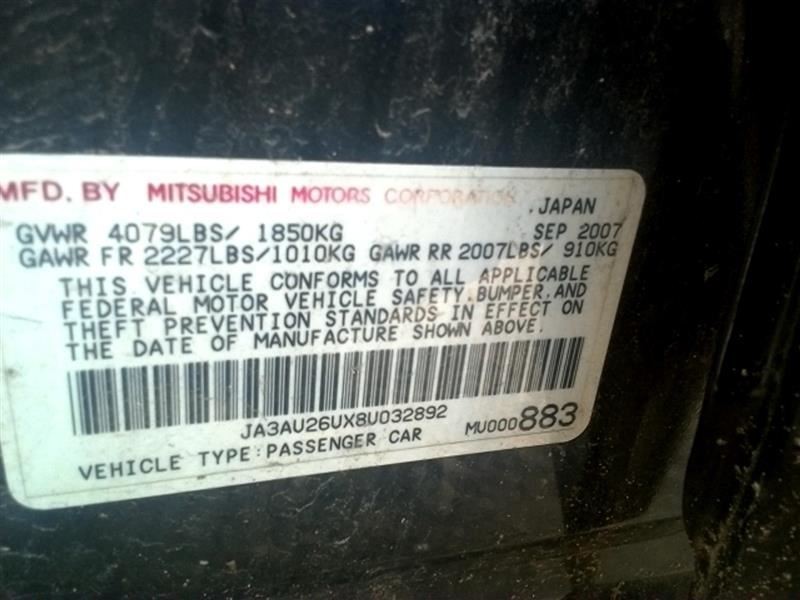 MFD. BY MITSUBISHI MOTORS CORPORATION, JAPAN
GVWR 4079LBS/ 1850KG SEP 2007
GAWR FR 2227LBS/1010KG GAWR RR 2007LBS/ 910KG
THIS VEHICLE CONFORMS TO ALL APPLICABLE
FEDERAL MOTOR VEHICLE SAFETY,BUMPER,AND
THEFT PREVENTION STANDARDS IN EFFECT ON
THE DATE OF MANUFACTURE SHOWN ABOVE.
JA3AU26UX8U032892 MU000883
VEHICLE TYPE:PASSENGER CAR